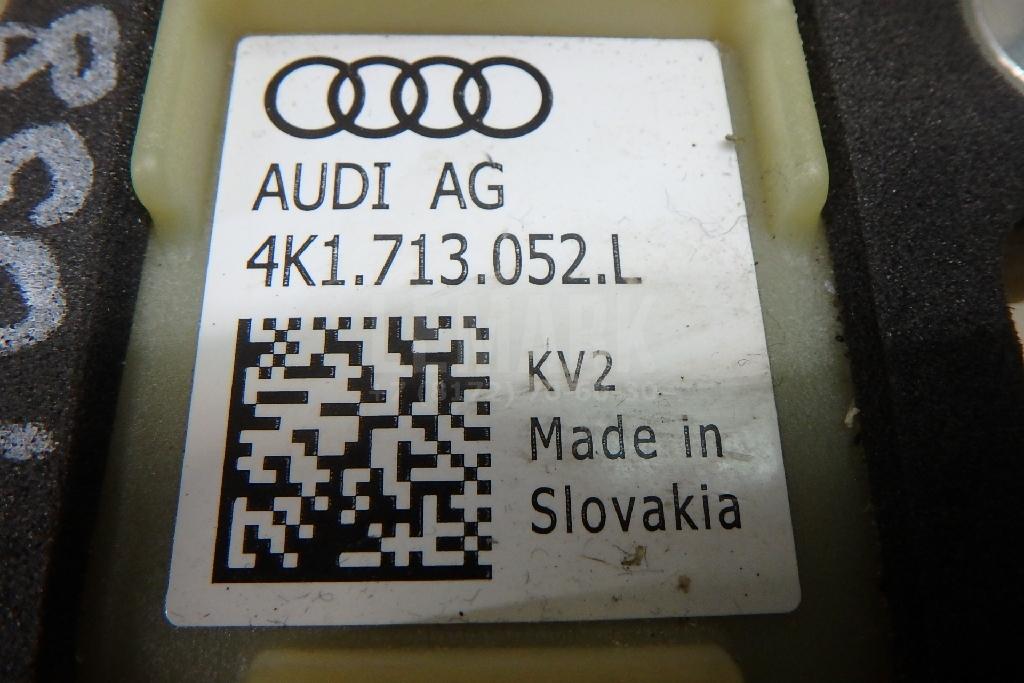 AUDI AG
4K1.713.052.L
KV2
Made in
Slovakia